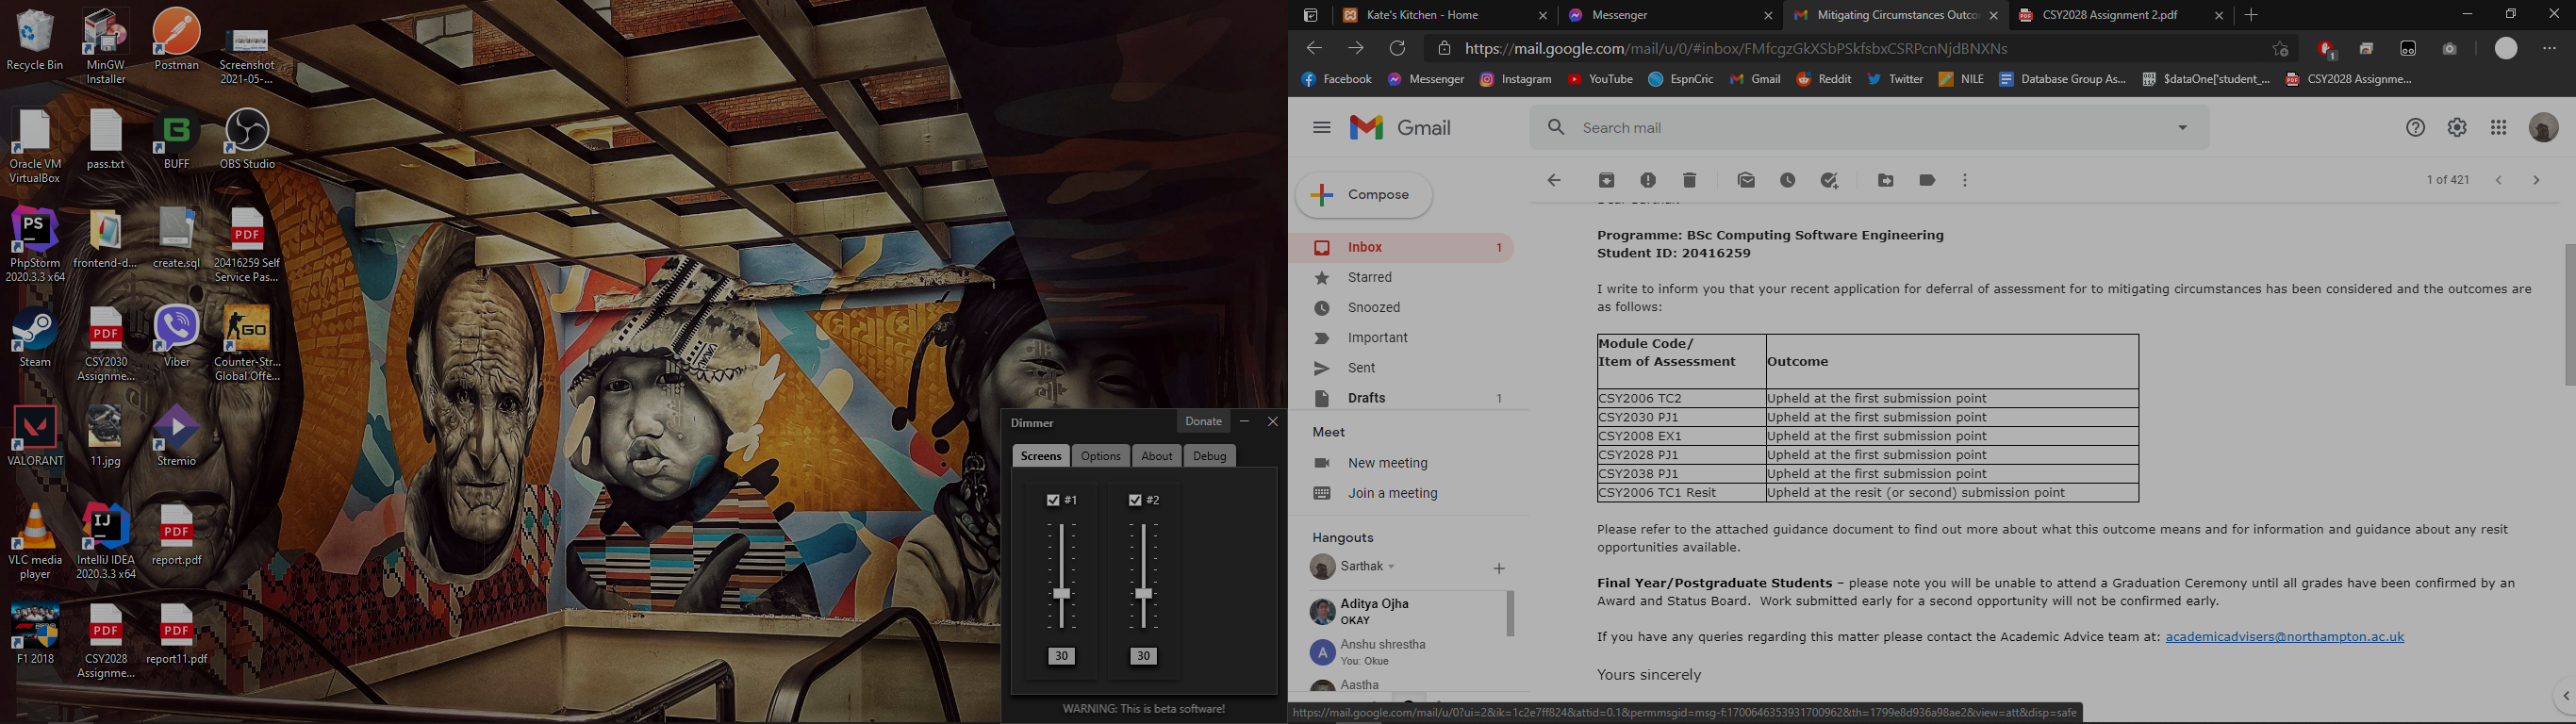 Recycle Bin
MinGW Installer
Postman
Screenshot 2021-05-...
Oracle VM VirtualBox
pass.txt
BUFF
OBS Studio
PhpStorm 2020.3.3 x64
frontend-d...
create.sql
20416259 Self Service Pas...
Steam
CSY2030 Assignme...
Viber
Counter-Str... Global Offe...
VALORANT
11.jpg
Stremio
VLC media player
IntelliJ IDEA 2020.3.3 x64
report.pdf
F1 2018
CSY2028 Assignme...
report11.pdf
Dimmer
Donate
Screens
Options
About
Debug
#1
#2
30
30
WARNING: This is beta software!
Kate's Kitchen - Home
Messenger
Mitigating Circumstances Outco
CSY2028 Assignment 2.pdf
https://mail.google.com/mail/u/0/#inbox/FMfcgzGkXSbPSkfsbxCSRPcnNjdBNXNs
Facebook
Messenger
Instagram
YouTube
EspnCric
Gmail
Reddit
Twitter
NILE
Database Group As...
$dataOne['student_...
CSY2028 Assignme...
Gmail
Search mail
Compose
1 of 421
Inbox 1
Starred
Snoozed
Important
Sent
Drafts 1
Meet
New meeting
Join a meeting
Hangouts
Sarthak
Aditya Ojha
OKAY
Anshu shrestha
You: Okue
Aastha
Programme: BSc Computing Software Engineering
Student ID: 20416259
I write to inform you that your recent application for deferral of assessment for to mitigating circumstances has been considered and the outcomes are
as follows:
Module Code/
Item of Assessment Outcome
CSY2006 TC2 Upheld at the first submission point
CSY2030 PJ1 Upheld at the first submission point
CSY2008 EX1 Upheld at the first submission point
CSY2028 PJ1 Upheld at the first submission point
CSY2038 PJ1 Upheld at the first submission point
CSY2006 TC1 Resit Upheld at the resit (or second) submission point
Please refer to the attached guidance document to find out more about what this outcome means and for information and guidance about any resit
opportunities available.
Final Year/Postgraduate Students – please note you will be unable to attend a Graduation Ceremony until all grades have been confirmed by an
Award and Status Board. Work submitted early for a second opportunity will not be confirmed early.
If you have any queries regarding this matter please contact the Academic Advice team at: academicadvisers@northampton.ac.uk
Yours sincerely
https://mail.google.com/mail/u/0?ui=2&ik=1c2e7ff824&attid=0.1&permmsgid=msg-f:1700646353931700962&th=1799e8d936a98ae2&view=att&disp=safe